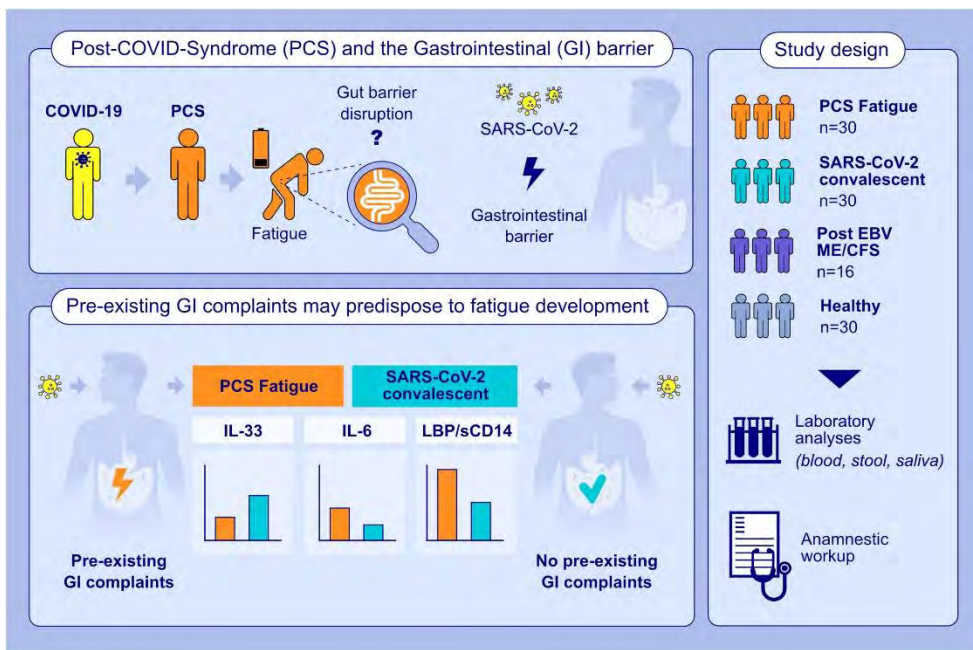 Post-COVID-Syndrome (PCS) and the Gastrointestinal (GI) barrier
COVID-19
PCS
Fatigue
Gut barrier
disruption
?
SARS-CoV-2
Gastrointestinal
barrier
Pre-existing GI complaints may predispose to fatigue development
PCS Fatigue
SARS-CoV-2
convalescent
IL-33
IL-6
LBP/sCD14
Pre-existing
GI complaints
No pre-existing
GI complaints
Study design
PCS Fatigue
n=30
SARS-CoV-2
convalescent
n=30
Post EBV
ME/CFS
n=16
Healthy
n=30
Laboratory
analyses
(blood, stool, saliva)
Anamnestic
workup